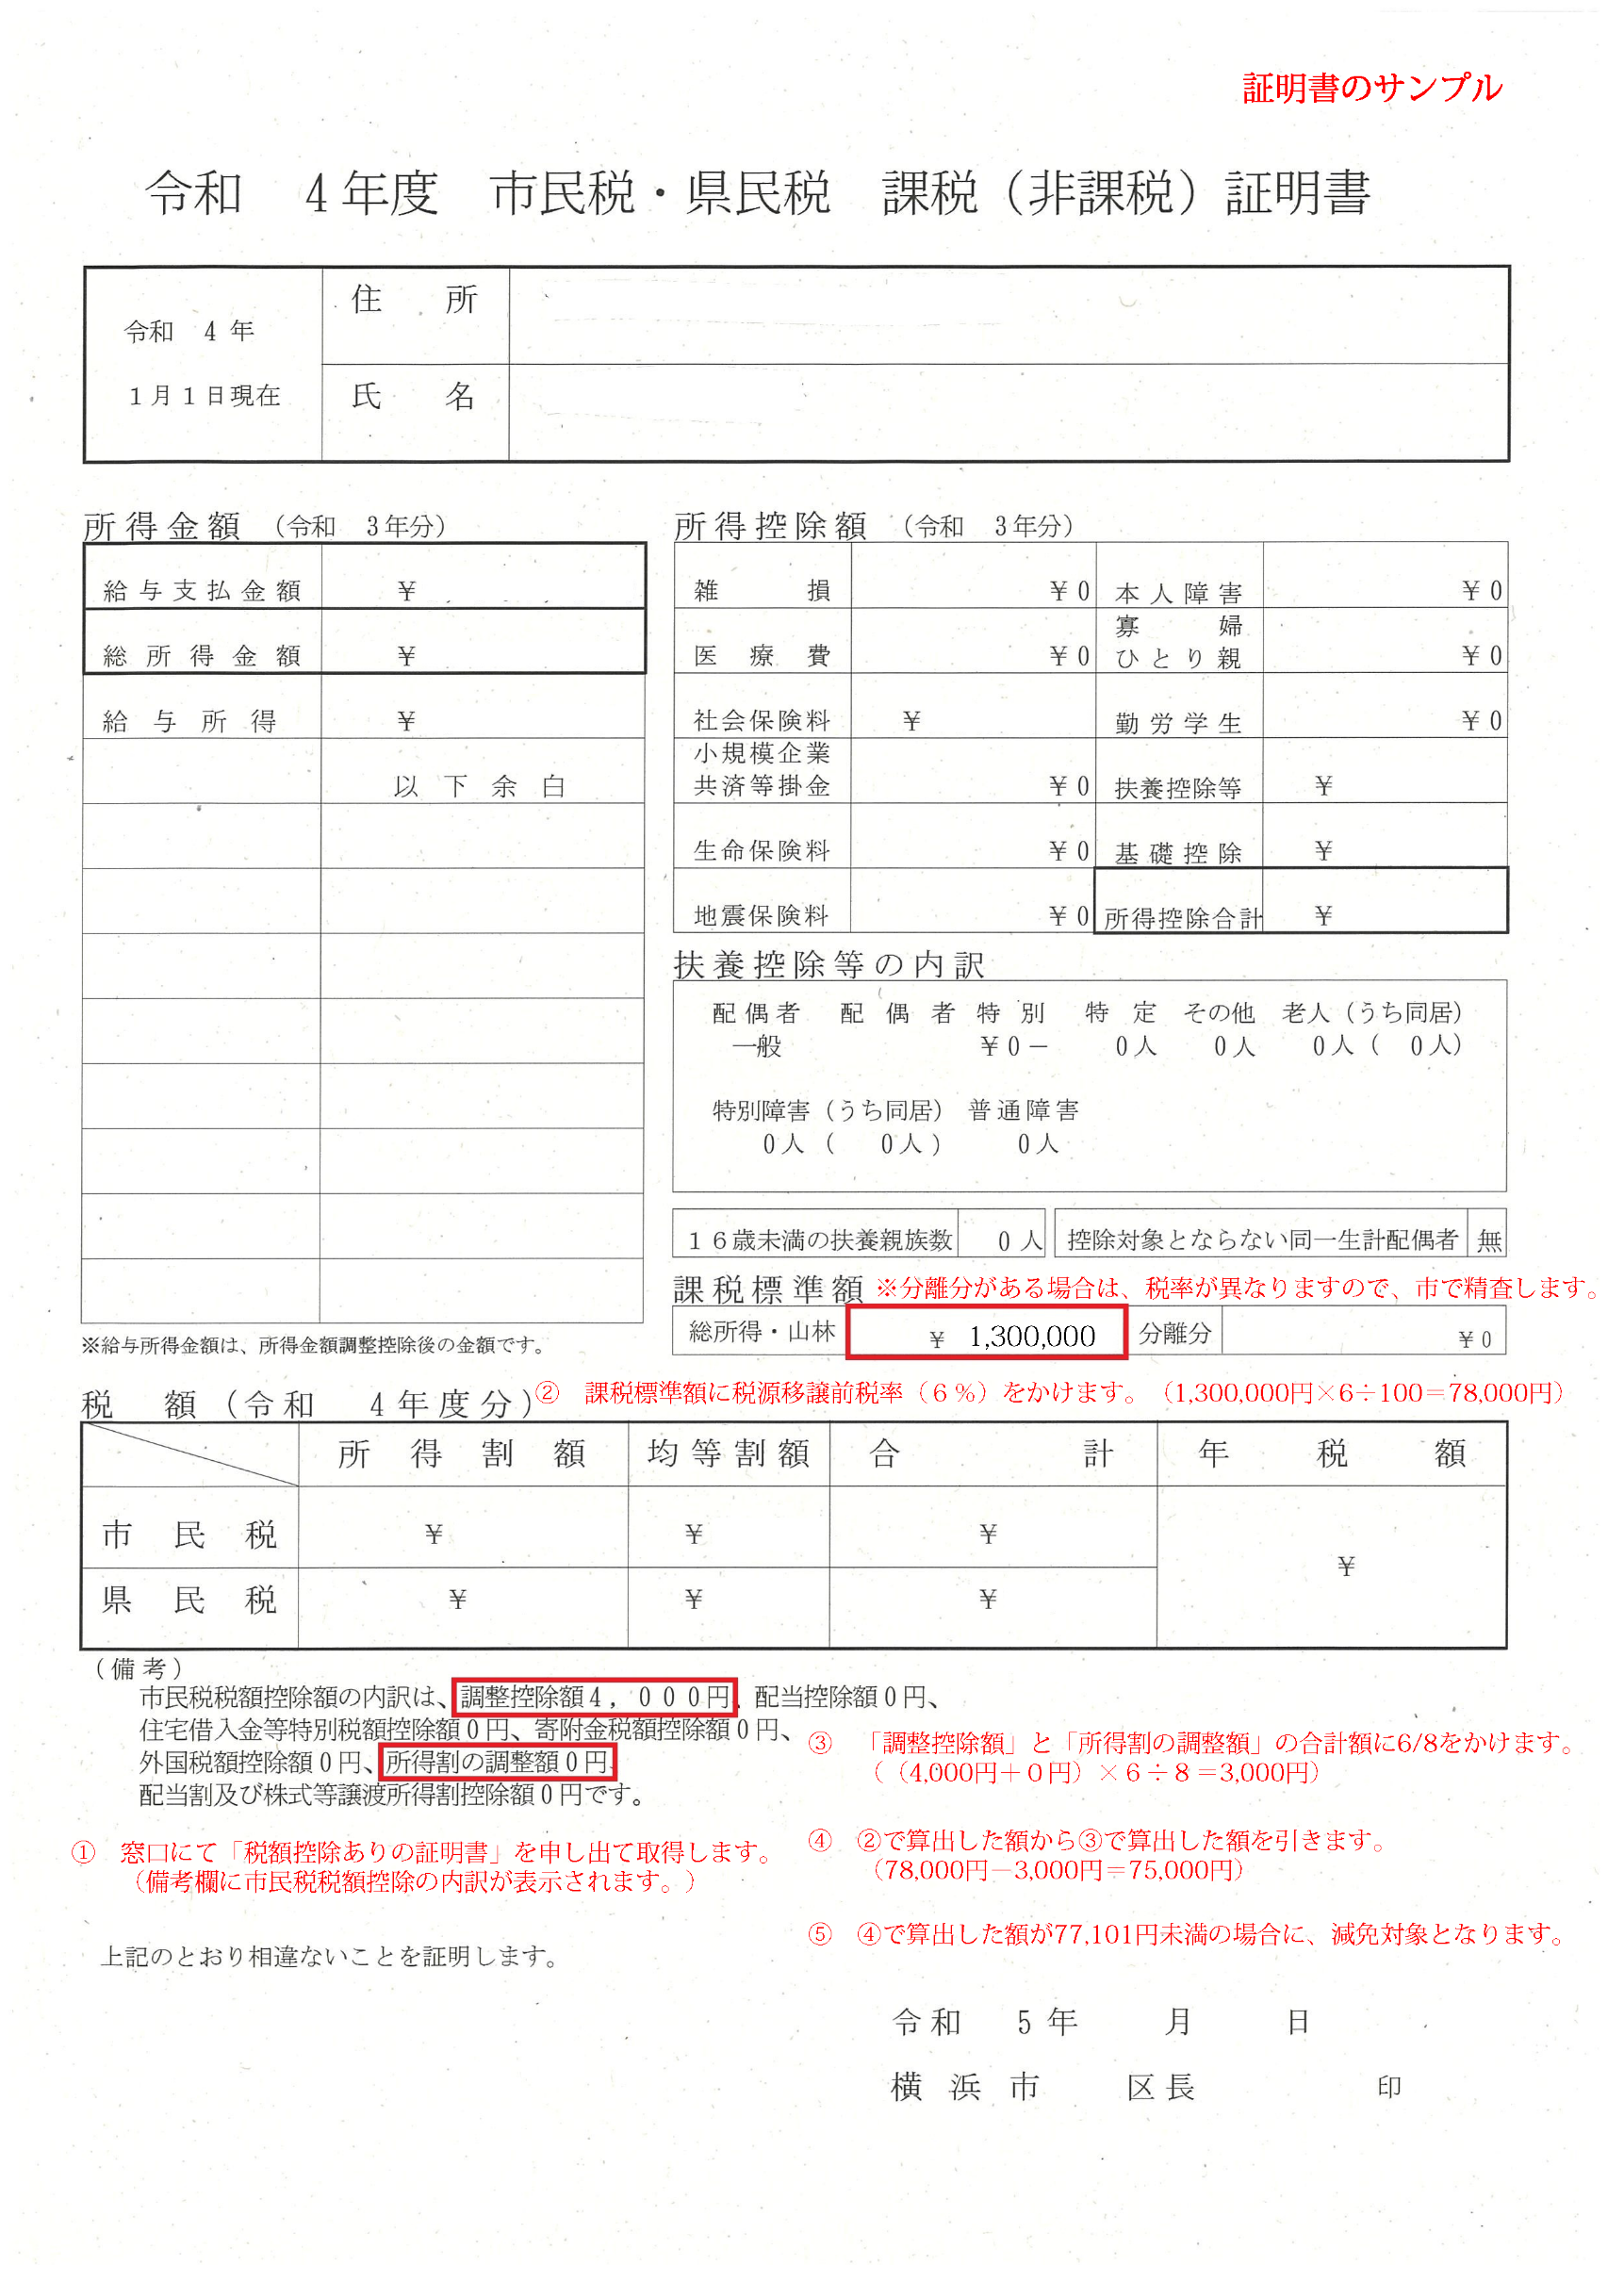 証明書のサンプル
令和　4年度　市民税・県民税　課税（非課税）証明書
令和　4年
1月1日現在
住　所
氏　名
所得金額　（令和　3年分）
給与支払金額　¥
総所得金額　¥
給与所得　¥
以下余白
※給与所得金額は、所得金額調整控除後の金額です。
所得控除額　（令和　3年分）
雑　損　¥0　本人障害　¥0
医療費　¥0　寡婦　ひとり親　¥0
社会保険料　¥　勤労学生　¥0
小規模企業
共済等掛金　¥0　扶養控除等　¥
生命保険料　¥0　基礎控除　¥
地震保険料　¥0　所得控除合計　¥
扶養控除等の内訳
配偶者　配偶者特別　特定　その他　老人（うち同居）
一般　¥0－　0人　0人　0人（　0人）
特別障害（うち同居）　普通障害
0人（　0人）　0人
16歳未満の扶養親族数　0人　控除対象とならない同一生計配偶者　無
課税標準額　※分離分がある場合は、税率が異なりますので、市で精査します。
総所得・山林　¥　1,300,000　分離分　¥0
税　額（令和　4年度分）②　課税標準額に税源移譲前税率（6％）をかけます。（1,300,000円×6÷100＝78,000円）
所得割額　均等割額　合計　年税額
市民税　¥　¥　¥　¥
県民税　¥　¥　¥
（備考）
市民税税額控除額の内訳は、調整控除額4，000円、配当控除額0円、
住宅借入金等特別税額控除額0円、寄附金税額控除額0円、
外国税額控除額0円、所得割の調整額0円
配当割及び株式等譲渡所得割控除額0円です。
③　「調整控除額」と「所得割の調整額」の合計額に6/8をかけます。
（（4,000円＋0円）×6÷8＝3,000円）
①　窓口にて「税額控除ありの証明書」を申し出て取得します。
（備考欄に市民税税額控除の内訳が表示されます。）
④　②で算出した額から③で算出した額を引きます。
（78,000円－3,000円＝75,000円）
⑤　④で算出した額が77,101円未満の場合に、減免対象となります。
上記のとおり相違ないことを証明します。
令和　5年　月　日
横浜市　区長　印